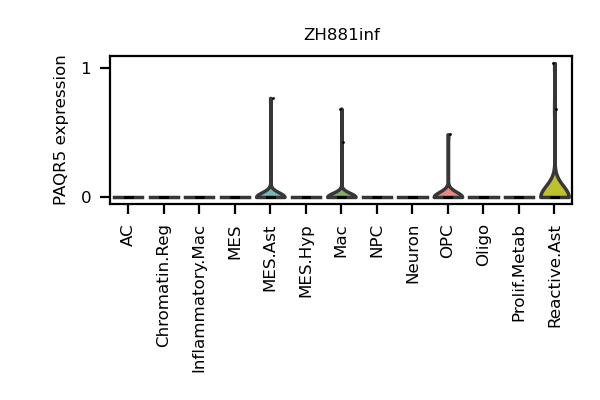 ZH881inf
PAQR5 expression
1
0
AC
Chromatin.Reg
Inflammatory.Mac
MES
MES.Ast
MES.Hyp
Mac
NPC
Neuron
OPC
Oligo
Prolif.Metab
Reactive.Ast